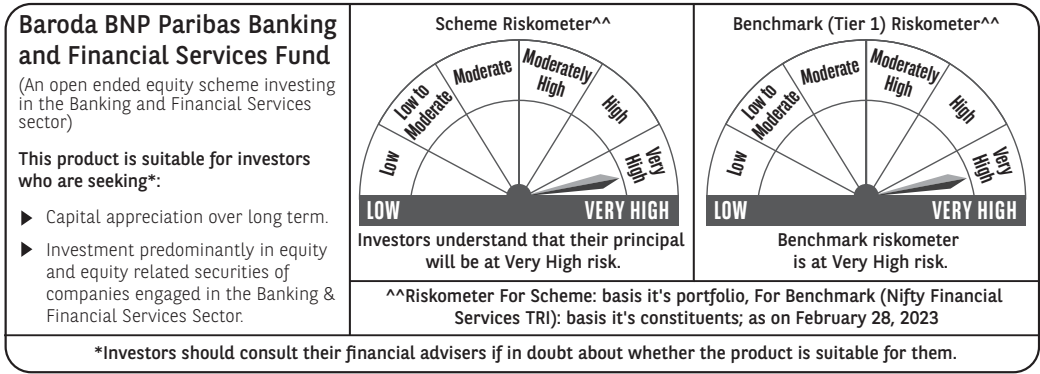 Baroda BNP Paribas Banking
and Financial Services Fund
(An open ended equity scheme investing
in the Banking and Financial Services
sector)
This product is suitable for investors
who are seeking*:
▶ Capital appreciation over long term.
▶ Investment predominantly in equity
and equity related securities of
companies engaged in the Banking &
Financial Services Sector.
Scheme Riskometer^^
Low
Low to
Moderate
Moderate
Moderately
High
High
Very
High
LOW
VERY HIGH
Investors understand that their principal
will be at Very High risk.
Benchmark (Tier 1) Riskometer^^
Low
Low to
Moderate
Moderate
Moderately
High
High
Very
High
LOW
VERY HIGH
Benchmark riskometer
is at Very High risk.
^^Riskometer For Scheme: basis it's portfolio, For Benchmark (Nifty Financial
Services TRI): basis it's constituents; as on February 28, 2023
*Investors should consult their financial advisers if in doubt about whether the product is suitable for them.